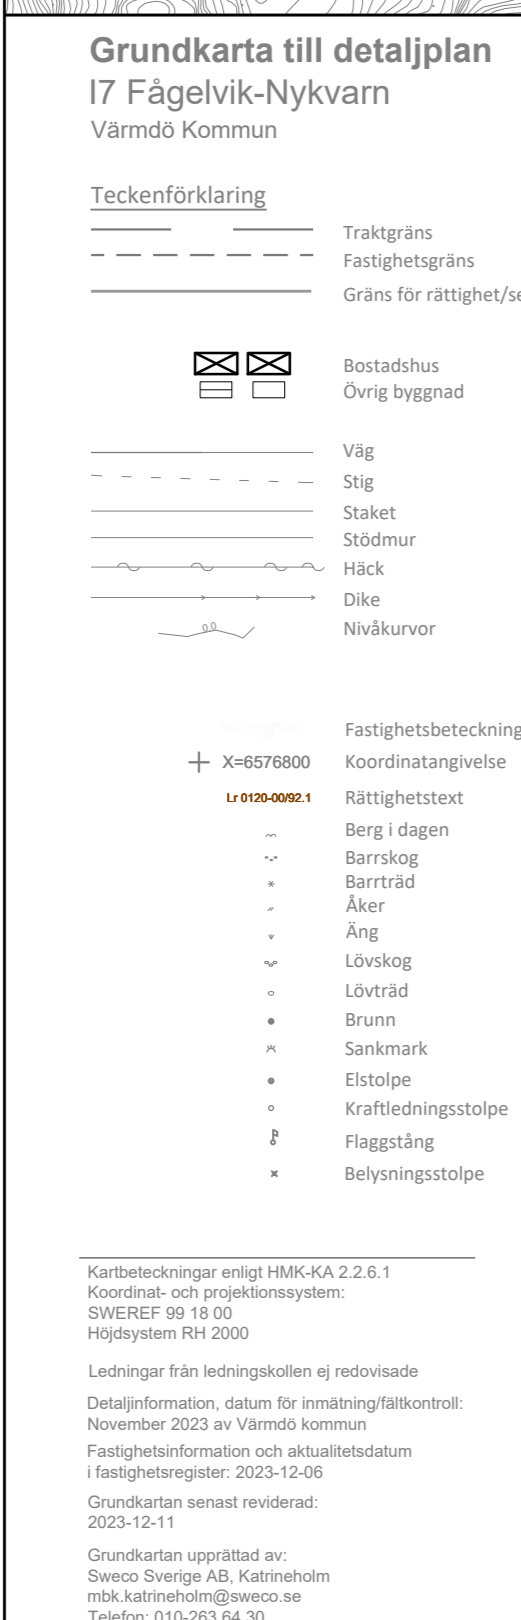 Grundkarta till detaljplan
I7 Fågelvik-Nykvarn
Värmdö Kommun
Teckenförklaring
Traktgräns
Fastighetsgräns
Gräns för rättighet/se
Bostadshus
Övrig byggnad
Väg
Stig
Staket
Stödmur
Häck
Dike
0.0 Nivåkurvor
Fastighetsbeteckning
X=6576800 Koordinatangivelse
Lr 0120-00/92.1 Rättighetstext
Berg i dagen
Barrskog
Barrträd
Åker
Äng
Lövskog
Lövträd
Brunn
Sankmark
Elstolpe
Kraftledningsstolpe
Flaggstång
Belysningsstolpe
Kartbeteckningar enligt HMK-KA 2.2.6.1
Koordinat- och projektionssystem:
SWEREF 99 18 00
Höjdsystem RH 2000
Ledningar från ledningskollen ej redovisade
Detaljinformation, datum för inmätning/fältkontroll:
November 2023 av Värmdö kommun
Fastighetsinformation och aktualitetsdatum
i fastighetsregister: 2023-12-06
Grundkartan senast reviderad:
2023-12-11
Grundkartan upprättad av:
Sweco Sverige AB, Katrineholm
mbk.katrineholm@sweco.se
Telefon: 010-263 64 30